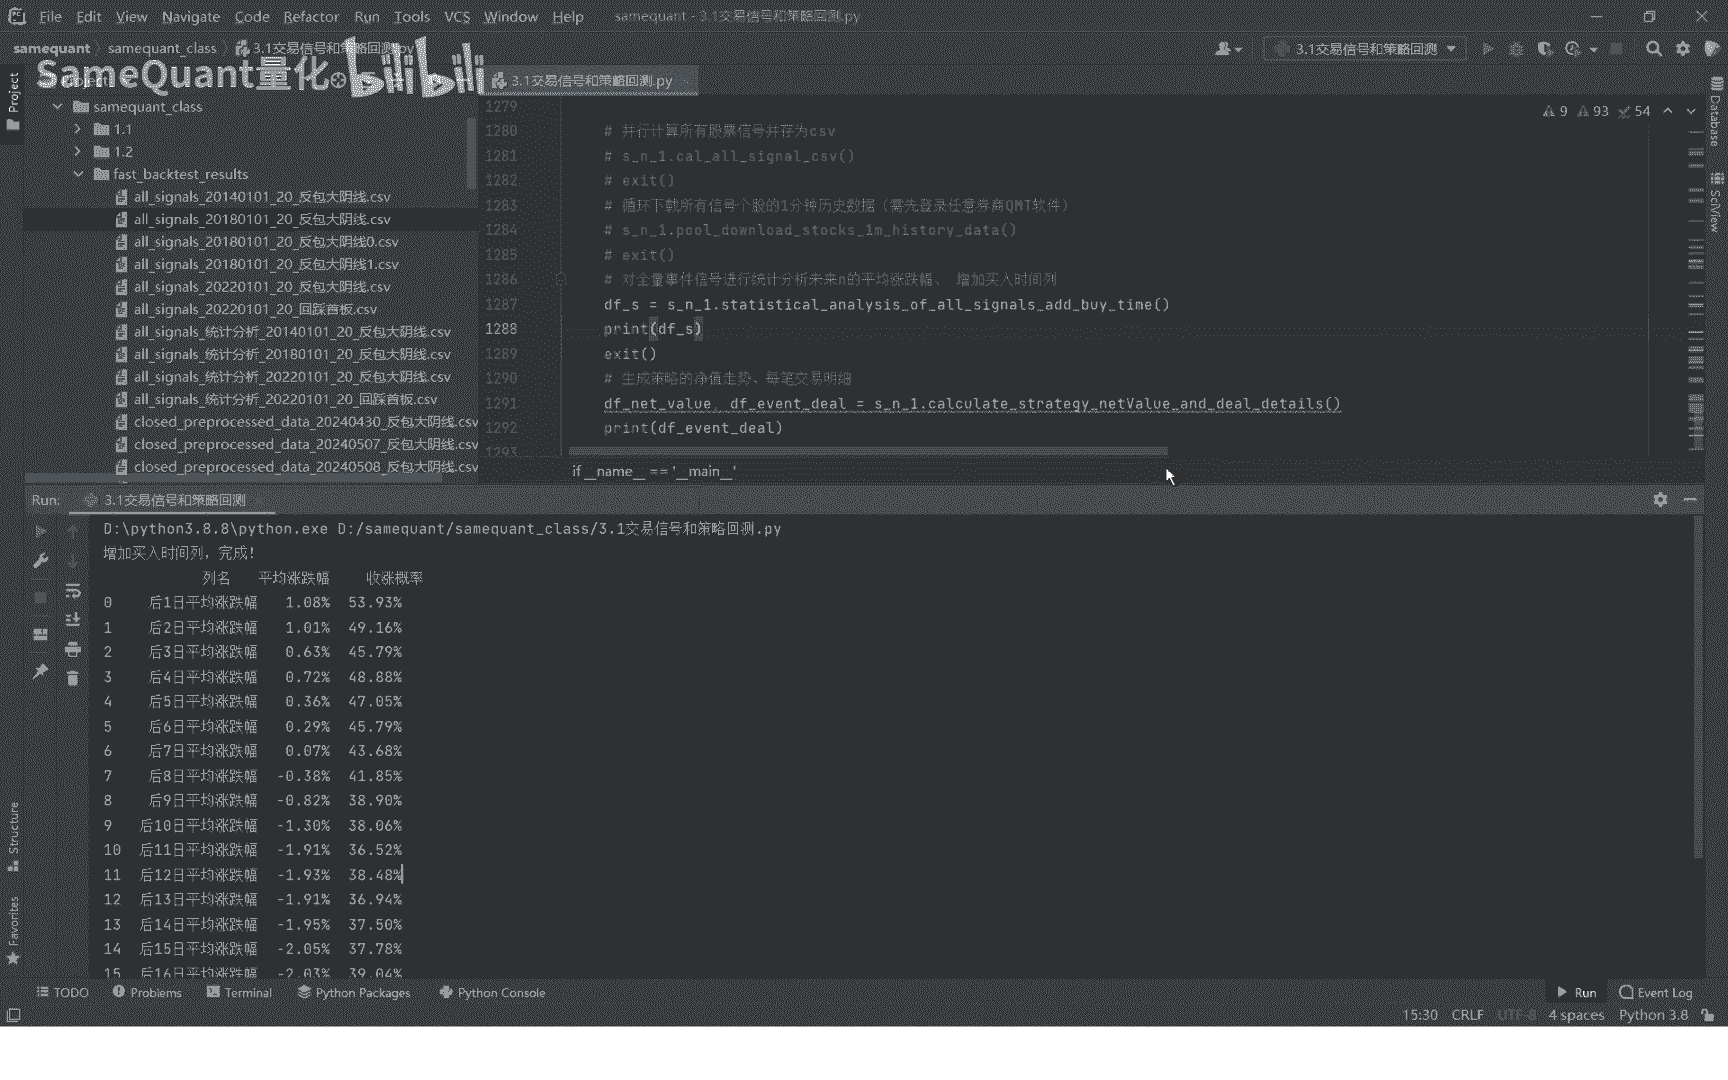 File Edit View Navigate Code Refactor Run Tools VCS Window Help samequant - 3.1交易信号和策略回测.py
samequant samequant_class 3.1交易信号和策略回测.py 3.1交易信号和策略回测
SameQuant量化 bilibili
Project
3.1交易信号和策略回测.py
samequant_class
1.1
1.2
fast_backtest_results
all_signals_20140101_20_反包大阴线.csv
all_signals_20180101_20_反包大阴线.csv
all_signals_20180101_20_反包大阴线0.csv
all_signals_20180101_20_反包大阴线1.csv
all_signals_20220101_20_反包大阴线.csv
all_signals_20220101_20_回踩首板.csv
all_signals_统计分析_20140101_20_反包大阴线.csv
all_signals_统计分析_20180101_20_反包大阴线.csv
all_signals_统计分析_20220101_20_反包大阴线.csv
all_signals_统计分析_20220101_20_回踩首板.csv
closed_preprocessed_data_20240430_反包大阴线.csv
closed_preprocessed_data_20240507_反包大阴线.csv
closed_preprocessed_data_20240508_反包大阴线.csv
9 93 54
1279
1280 # 并行计算所有股票信号并存为csv
1281 # s_n_1.cal_all_signal_csv()
1282 # exit()
1283 # 循环下载所有信号个股的1分钟历史数据（需先登录任意券商QMT软件）
1284 # s_n_1.pool_download_stocks_1m_history_data()
1285 # exit()
1286 # 对全量事件信号进行统计分析未来n的平均涨跌幅、 增加买入时间列
1287 df_s = s_n_1.statistical_analysis_of_all_signals_add_buy_time()
1288 print(df_s)
1289 exit()
1290 # 生成策略的净值走势、每笔交易明细
1291 df_net_value, df_event_deal = s_n_1.calculate_strategy_netValue_and_deal_details()
1292 print(df_event_deal)
1293
if __name__ == '__main__'
Database
SciView
Run: 3.1交易信号和策略回测
D:\python3.8.8\python.exe D:/samequant/samequant_class/3.1交易信号和策略回测.py
增加买入时间列，完成！
列名 平均涨跌幅 收涨概率
0 后1日平均涨跌幅 1.08% 53.93%
1 后2日平均涨跌幅 1.01% 49.16%
2 后3日平均涨跌幅 0.63% 45.79%
3 后4日平均涨跌幅 0.72% 48.88%
4 后5日平均涨跌幅 0.36% 47.05%
5 后6日平均涨跌幅 0.29% 45.79%
6 后7日平均涨跌幅 0.07% 43.68%
7 后8日平均涨跌幅 -0.38% 41.85%
8 后9日平均涨跌幅 -0.82% 38.90%
9 后10日平均涨跌幅 -1.30% 38.06%
10 后11日平均涨跌幅 -1.91% 36.52%
11 后12日平均涨跌幅 -1.93% 38.48%
12 后13日平均涨跌幅 -1.91% 36.94%
13 后14日平均涨跌幅 -1.95% 37.50%
14 后15日平均涨跌幅 -2.05% 37.78%
15 后16日平均涨跌幅 -2.03% 39.04%
Structure
Favorites
TODO Problems Terminal Python Packages Python Console Run Event Log
15:30 CRLF UTF-8 4 spaces Python 3.8